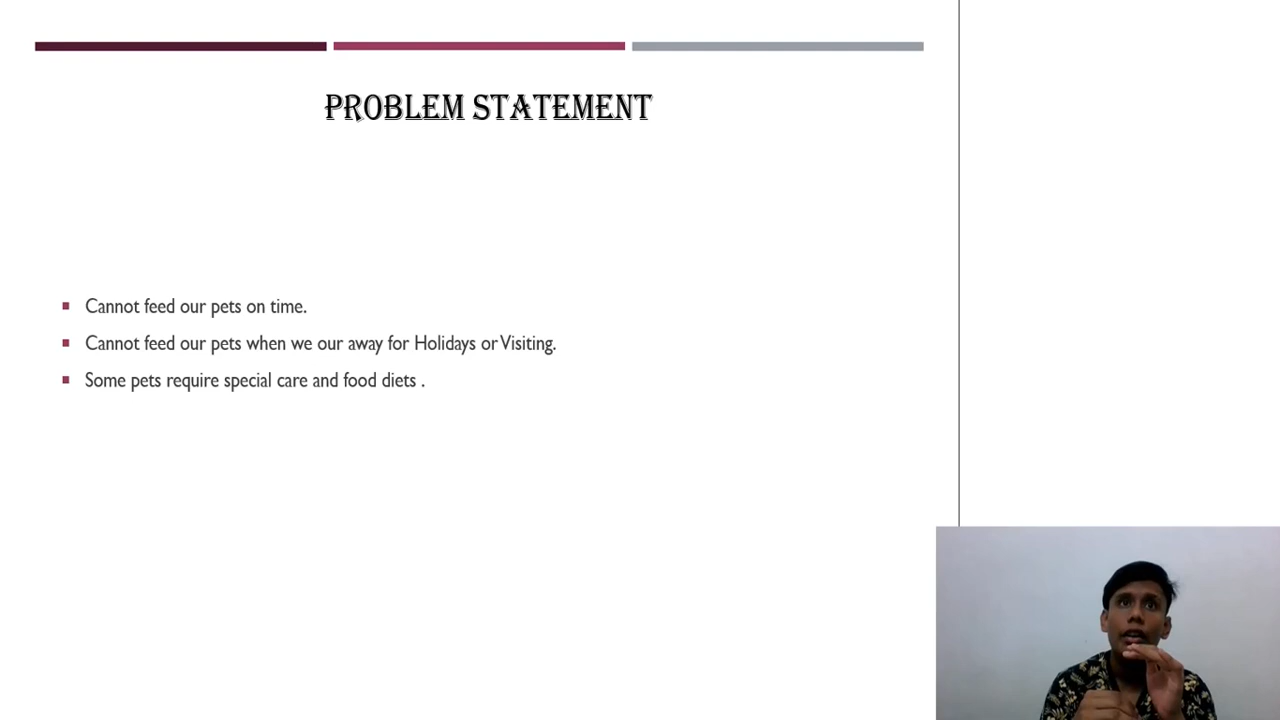 PROBLEM STATEMENT
Cannot feed our pets on time.
Cannot feed our pets when we our away for Holidays or Visiting.
Some pets require special care and food diets .